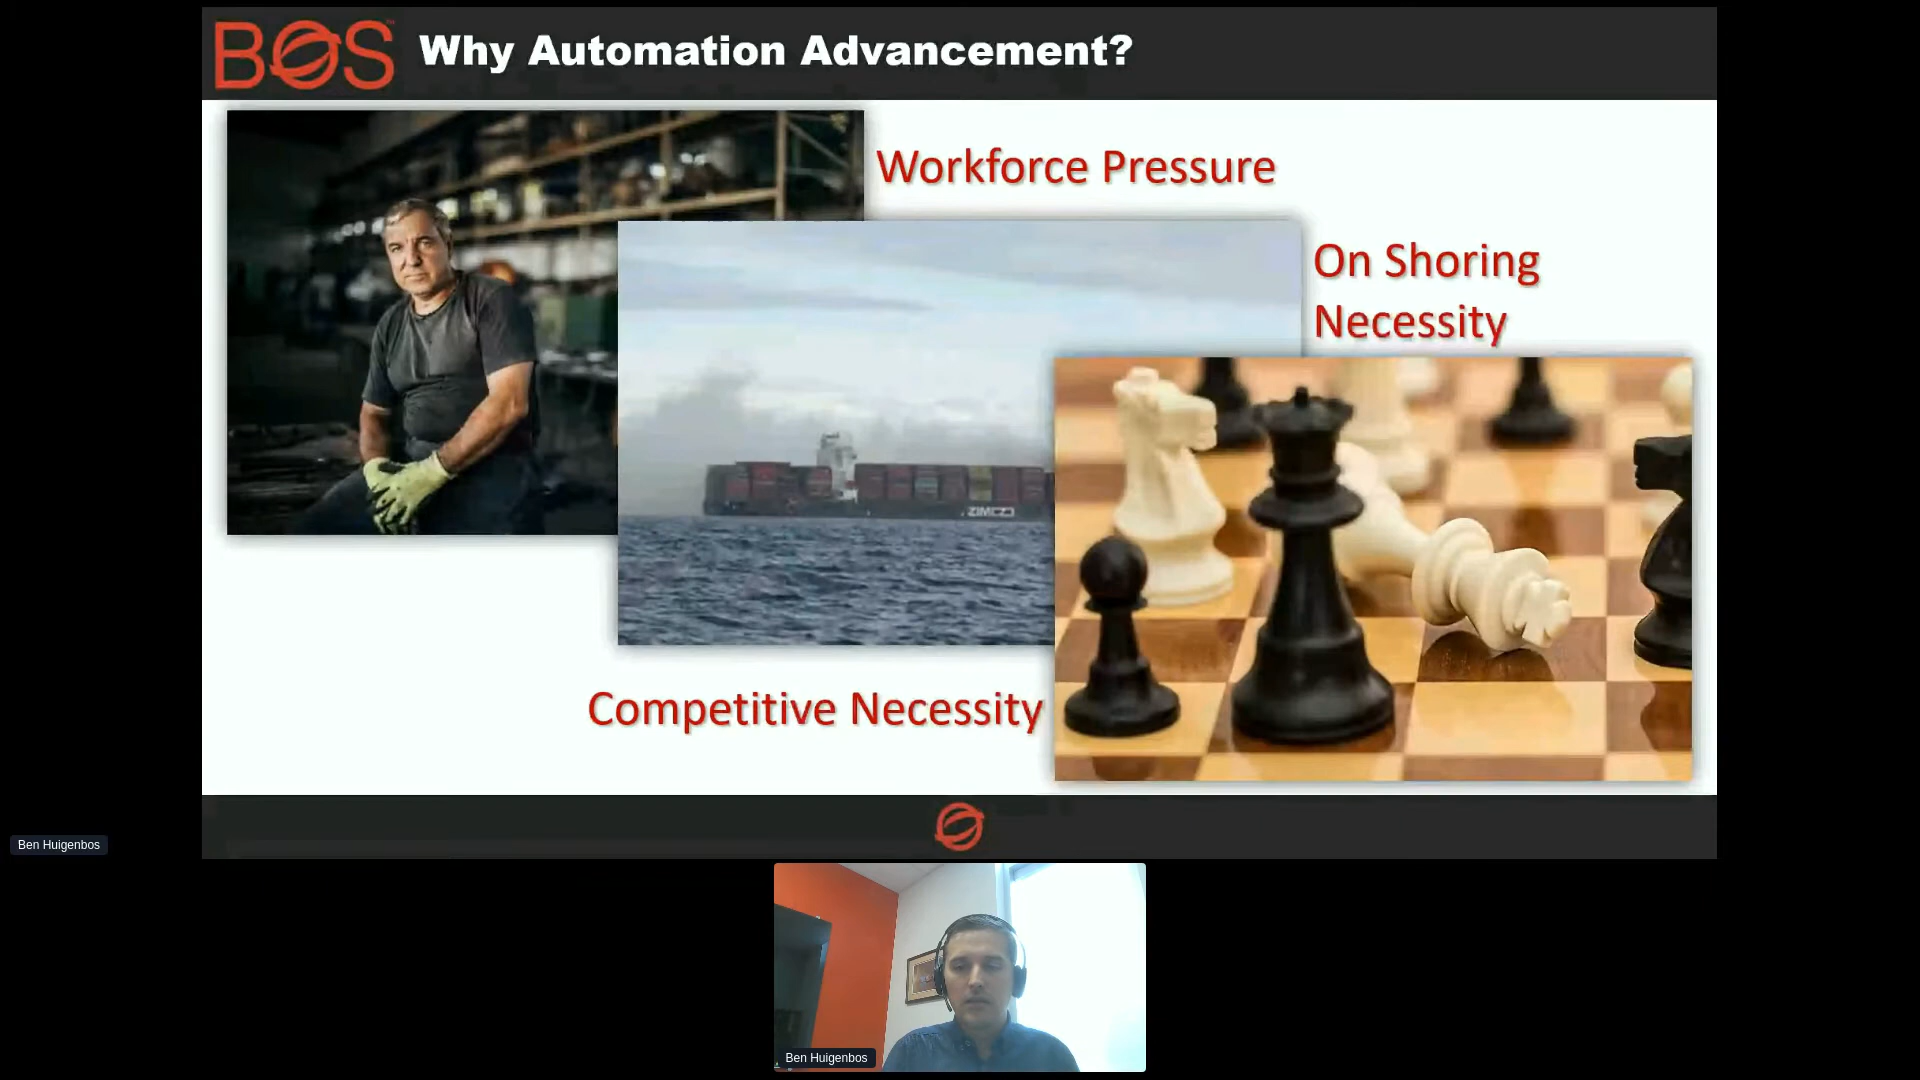 BOS
Why Automation Advancement?
Workforce Pressure
On Shoring
Necessity
ZIM
Competitive Necessity
Ben Huigenbos
Ben Huigenbos